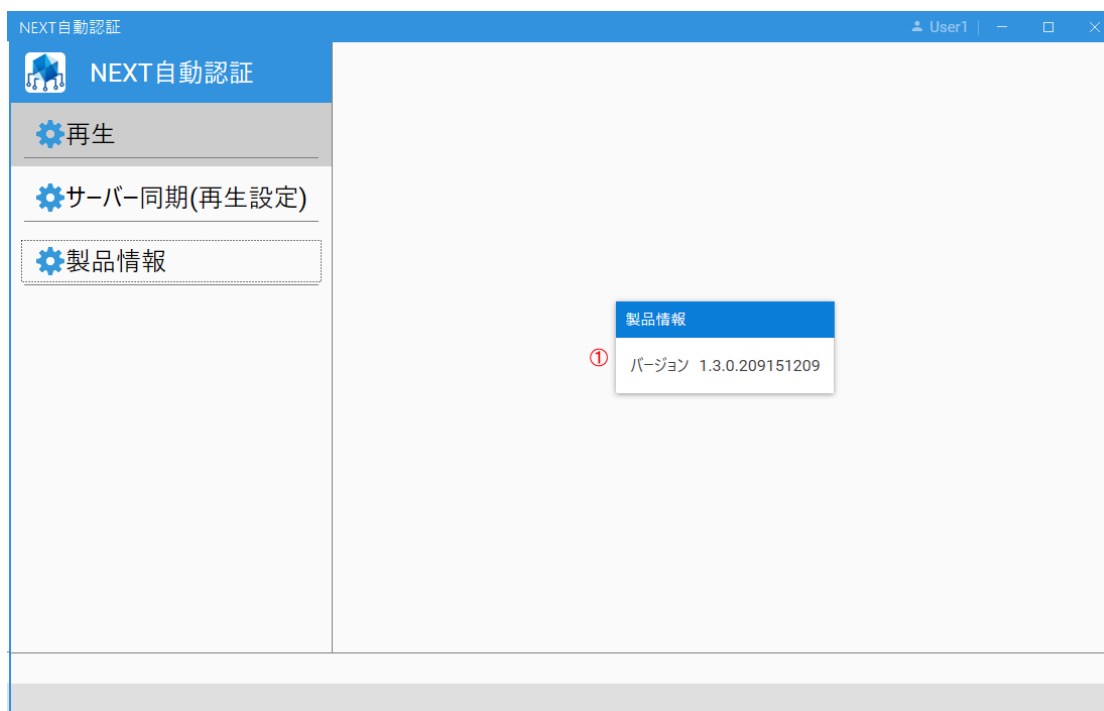 NEXT自動認証
User1
NEXT自動認証
再生
サーバー同期(再生設定)
製品情報
製品情報
① バージョン 1.3.0.209151209